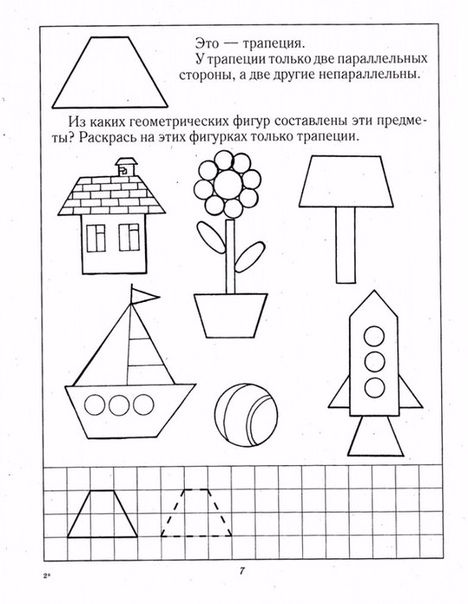 Это — трапеция.
У трапеции только две параллельных
стороны, а две другие непараллельны.
Из каких геометрических фигур составлены эти предме-
ты? Раскрась на этих фигурках только трапеции.
2*
7